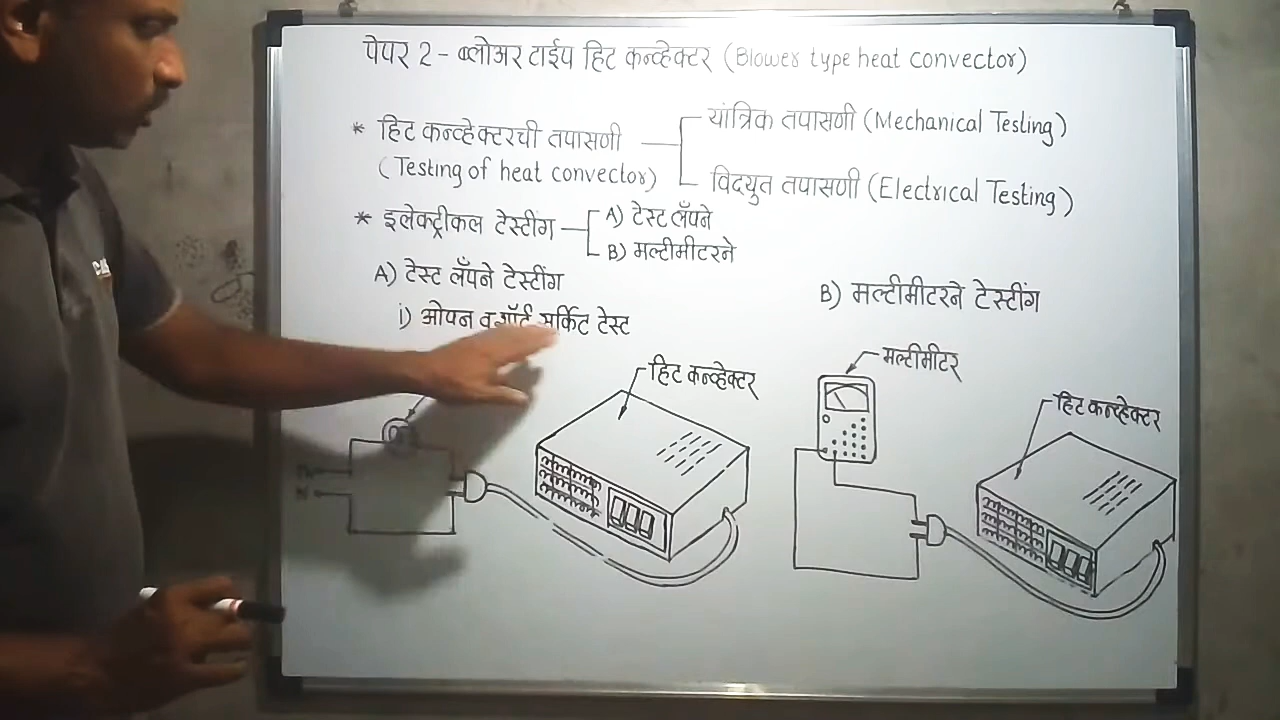 पेपर 2 - ब्लोअर टाईप हिट कन्व्हेक्टर (Blower type heat convector)
* हिट कन्व्हेक्टरची तपासणी
(Testing of heat convector)
यांत्रिक तपासणी (Mechanical Testing)
विदयुत तपासणी (Electrical Testing)
* इलेक्ट्रीकल टेस्टींग
A) टेस्ट लँपने
B) मल्टीमीटरने
A) टेस्ट लँपने टेस्टींग
i) ओपन व शॉर्ट सर्किट टेस्ट
हिट कन्व्हेक्टर
B) मल्टीमीटरने टेस्टींग
मल्टीमीटर
हिट कन्व्हेक्टर